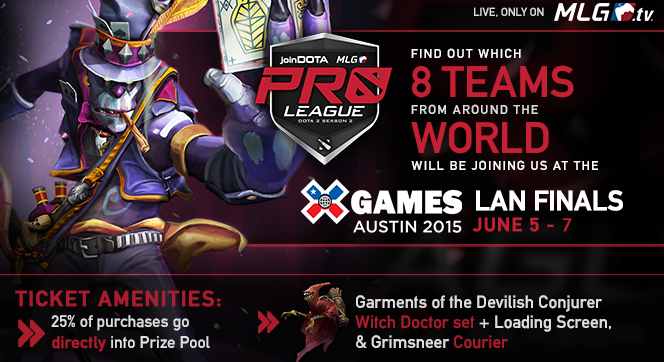 LIVE, ONLY ON MLG.tv
joinDOTA MLG
PRO
LEAGUE
DOTA 2 SEASON 2
FIND OUT WHICH
8 TEAMS
FROM AROUND THE
WORLD
WILL BE JOINING US AT THE
X GAMES
AUSTIN 2015
LAN FINALS
JUNE 5 - 7
TICKET AMENITIES:
25% of purchases go
directly into Prize Pool
Garments of the Devilish Conjurer
Witch Doctor set + Loading Screen,
& Grimsneer Courier